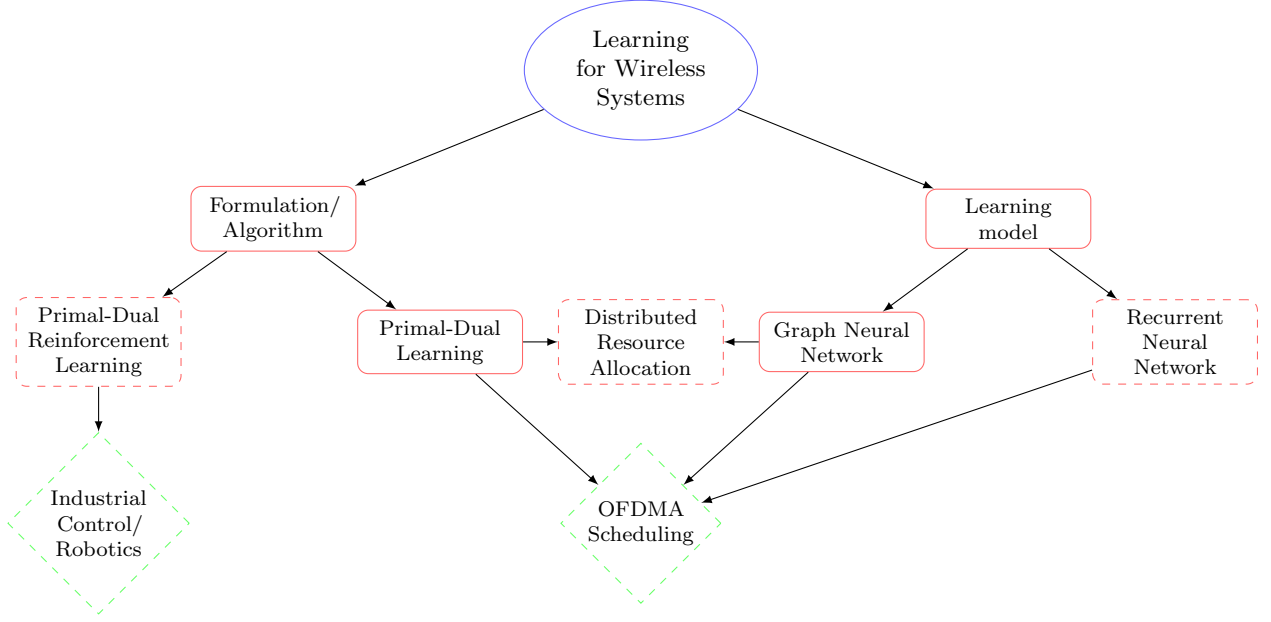 Learning
for Wireless
Systems
Formulation/
Algorithm
Learning
model
Primal-Dual
Reinforcement
Learning
Primal-Dual
Learning
Distributed
Resource
Allocation
Graph Neural
Network
Recurrent
Neural
Network
Industrial
Control/
Robotics
OFDMA
Scheduling